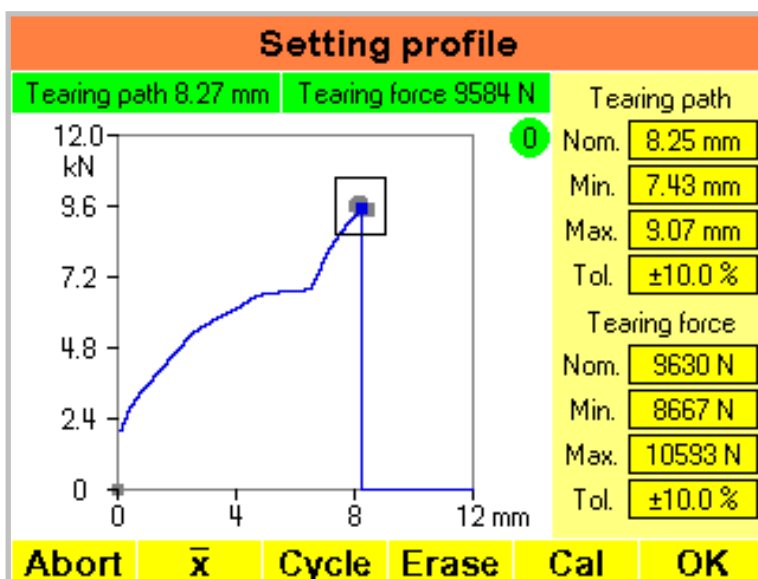 Setting profile
Tearing path 8.27 mm Tearing force 9584 N
12.0
kN
9.6
7.2
4.8
2.4
0
0 4 8 12 mm
0
Tearing path
Nom. 8.25 mm
Min. 7.43 mm
Max. 9.07 mm
Tol. ±10.0 %
Tearing force
Nom. 9630 N
Min. 8667 N
Max. 10593 N
Tol. ±10.0 %
Abort x̅ Cycle Erase Cal OK